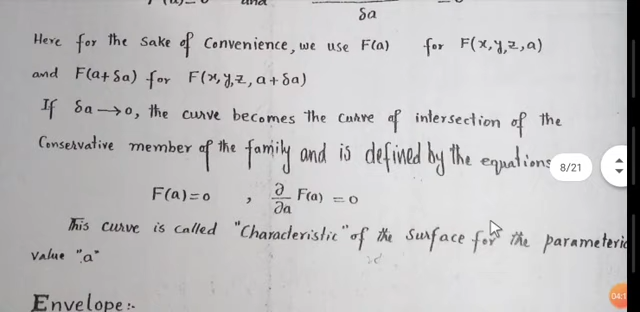 δa
Here for the Sake of Convenience, we use F(a) for F(x,y,z,a)
and F(a+δa) for F(x,y,z,a+δa)
If δa→0, the curve becomes the curve of intersection of the
Conservative member of the family and is defined by the equations
8/21
F(a)=0 , ∂/∂a F(a) = 0
This curve is called "Characteristic" of the surface for the parameteric
value "a"
Envelope:-